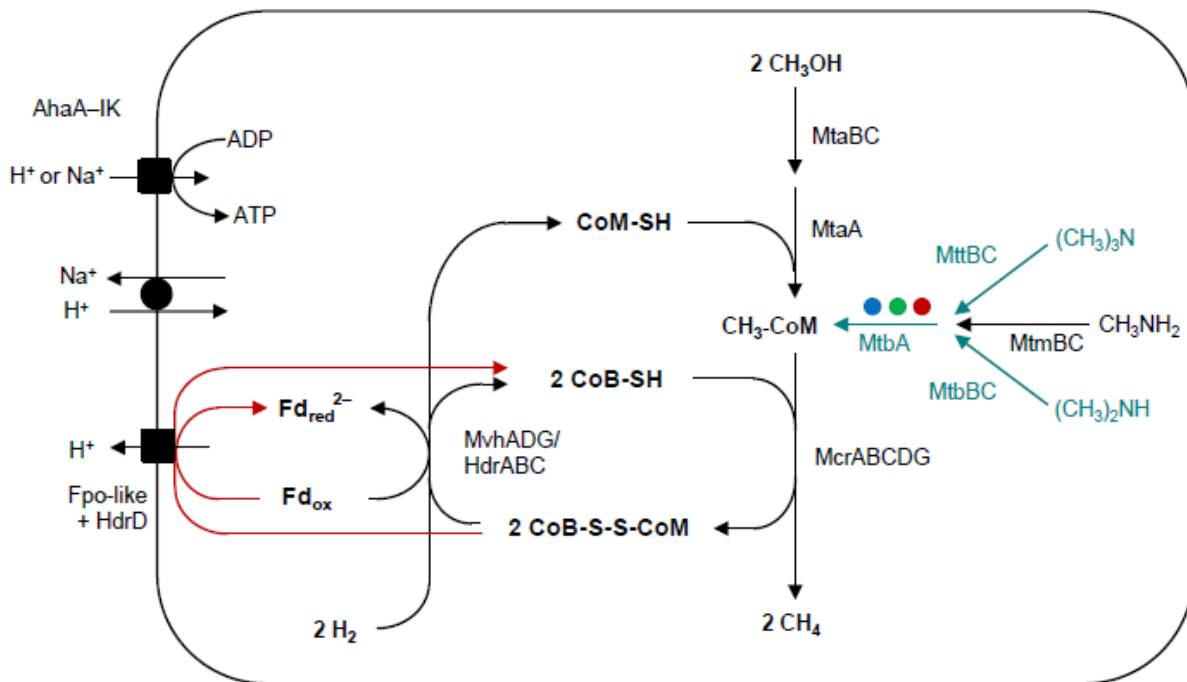 2 CH₃OH
AhaA–IK
ADP
MtaBC
H⁺ or Na⁺
ATP
CoM-SH
MtaA
(CH₃)₃N
MttBC
Na⁺
H⁺
CH₃-CoM
MtbA
MtmBC
CH₃NH₂
2 CoB-SH
MtbBC
(CH₃)₂NH
Fd_red²⁻
H⁺
MvhADG/
HdrABC
McrABCDG
Fpo-like
+ HdrD
Fd_ox
2 CoB-S-S-CoM
2 H₂
2 CH₄